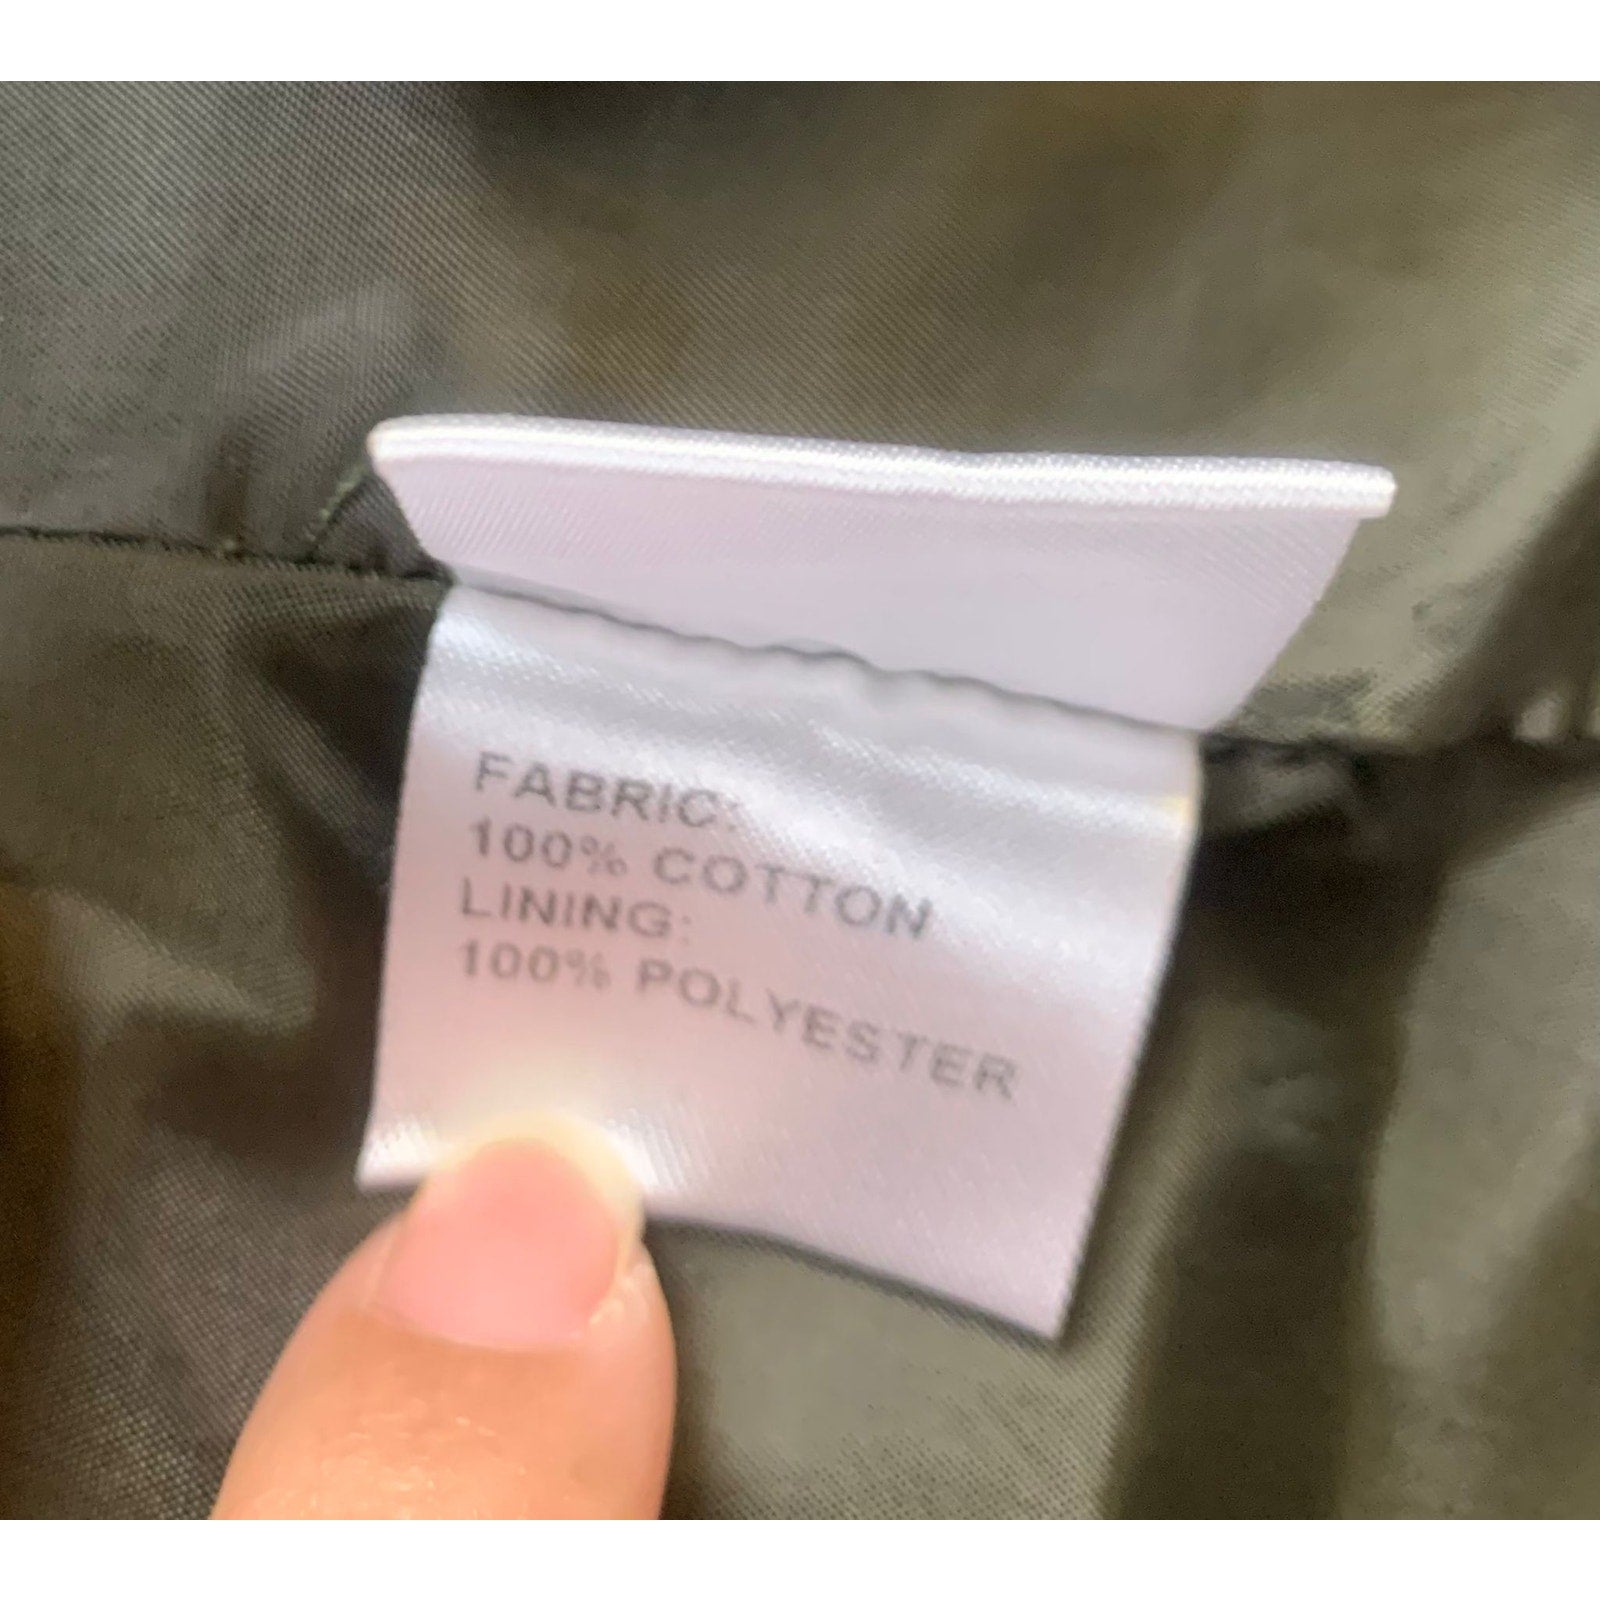 FABRIC:
100% COTTON
LINING:
100% POLYESTER